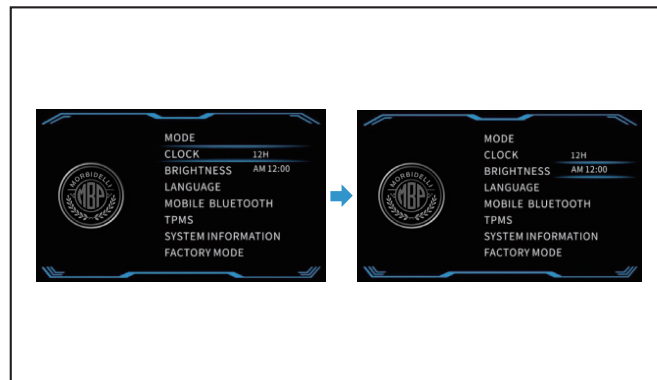 MODE
CLOCK 12H
BRIGHTNESS AM 12:00
LANGUAGE
MOBILE BLUETOOTH
TPMS
SYSTEM INFORMATION
FACTORY MODE
MORBIDELLI
MBP
MODE
CLOCK 12H
BRIGHTNESS AM 12:00
LANGUAGE
MOBILE BLUETOOTH
TPMS
SYSTEM INFORMATION
FACTORY MODE
MORBIDELLI
MBP